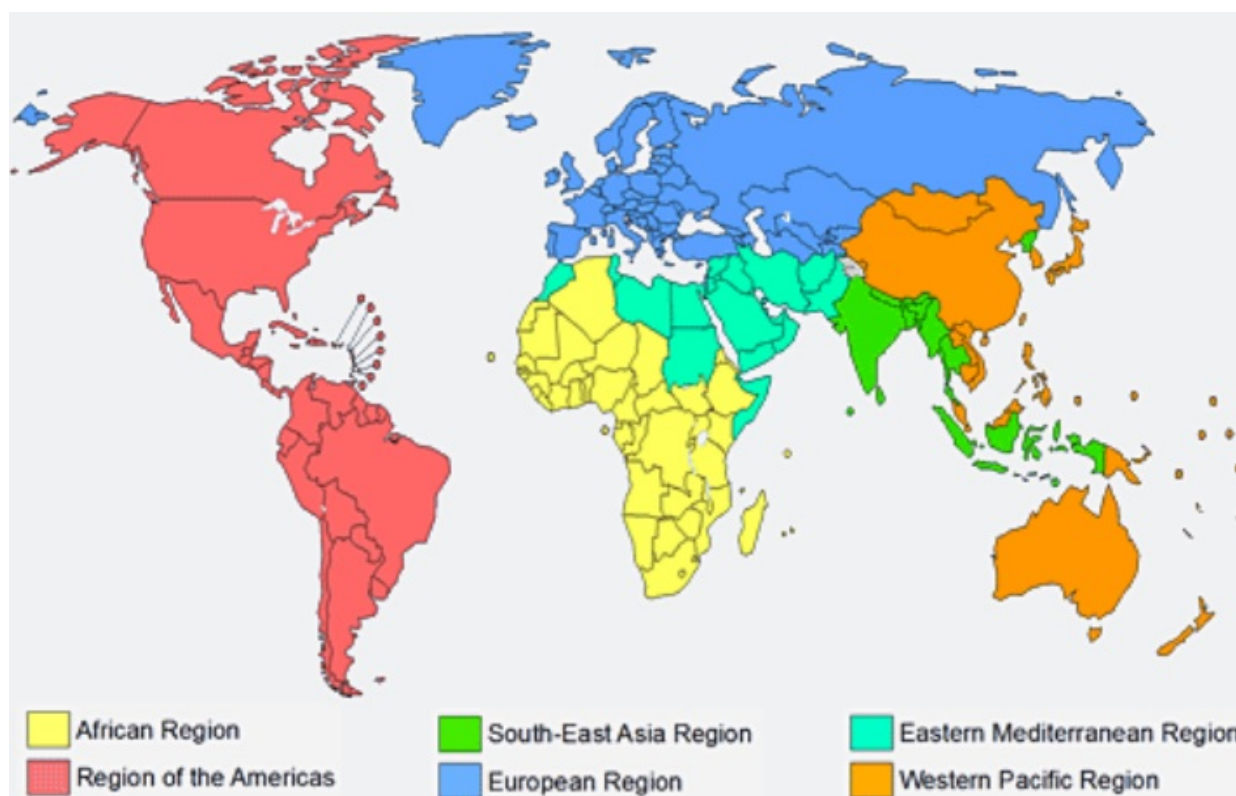 African Region
South-East Asia Region
Eastern Mediterranean Region
Region of the Americas
European Region
Western Pacific Region